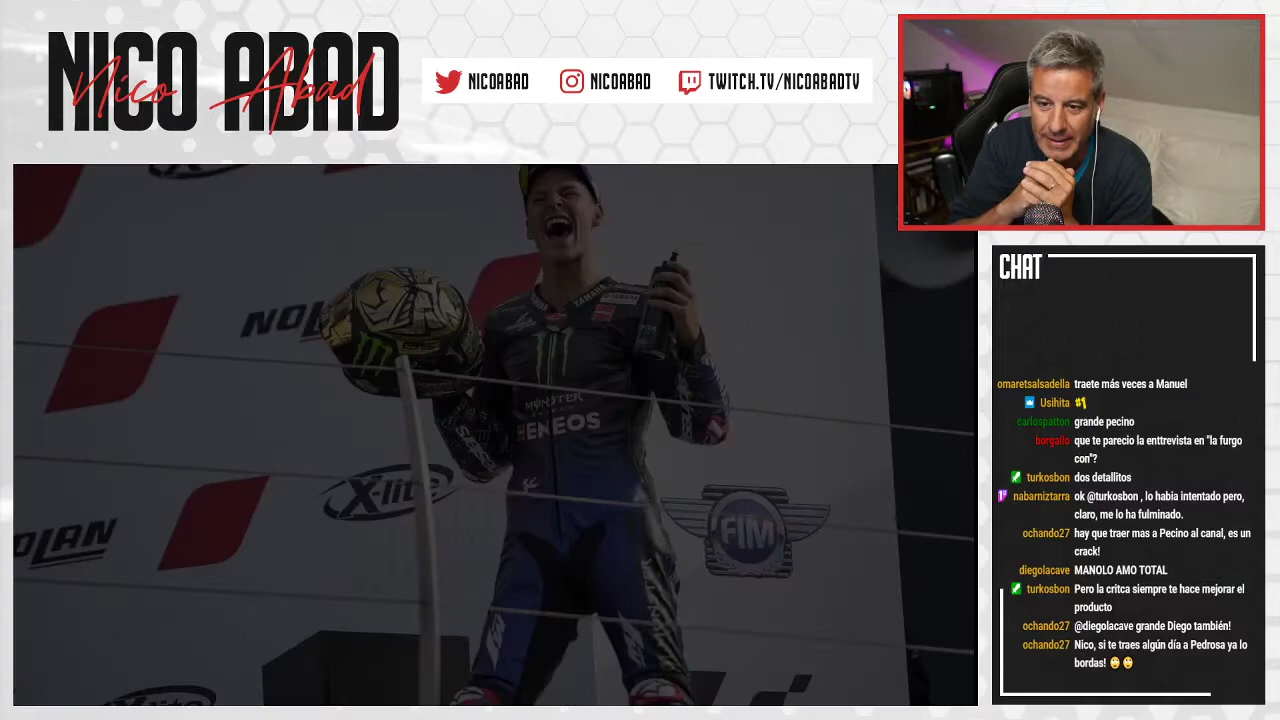 NICO ABAD
Nico Abad
NICOABAD
NICOABAD
TWITCH.TV/NICOABADTV
YAMAHA
MONSTER
ENEOS
X-lite
NOLAN
FIM
CHAT
omaretsalsadella traete más veces a Manuel
Usihita #1
carlospatton grande pecino
borgallo que te parecio la enttrevista en "la furgo
con"?
turkosbon dos detallitos
nabarniztarra ok @turkosbon , lo habia intentado pero,
claro, me lo ha fulminado.
ochando27 hay que traer mas a Pecino al canal, es un
crack!
diegolacave MANOLO AMO TOTAL
turkosbon Pero la critca siempre te hace mejorar el
producto
ochando27 @diegolacave grande Diego también!
ochando27 Nico, si te traes algún día a Pedrosa ya lo
bordas! 🙄 🙄